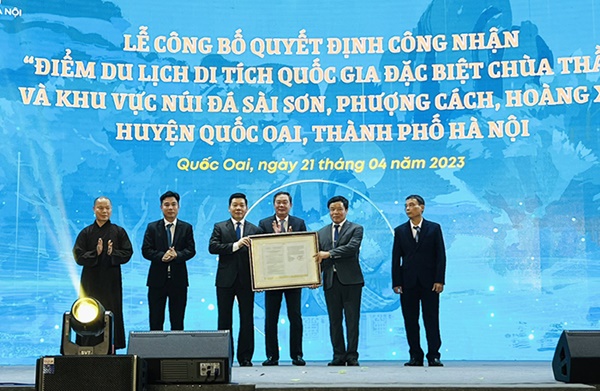 HÀ NỘI
LỄ CÔNG BỐ QUYẾT ĐỊNH CÔNG NHẬN
"ĐIỂM DU LỊCH DI TÍCH QUỐC GIA ĐẶC BIỆT CHÙA THẦ
VÀ KHU VỰC NÚI ĐÁ SÀI SƠN, PHƯỢNG CÁCH, HOÀNG X
HUYỆN QUỐC OAI, THÀNH PHỐ HÀ NỘI
Quốc Oai, ngày 21 tháng 04 năm 2023